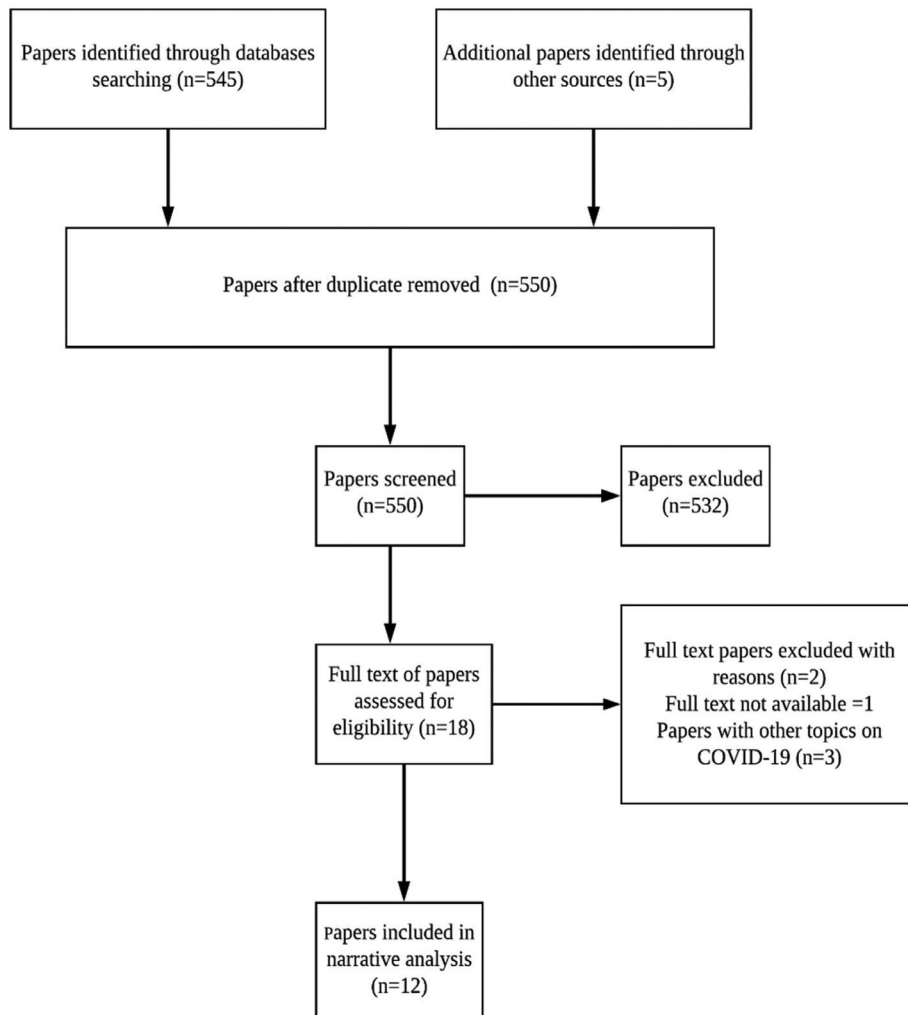 Papers identified through databases
searching (n=545)
Additional papers identified through
other sources (n=5)
Papers after duplicate removed (n=550)
Papers screened
(n=550)
Papers excluded
(n=532)
Full text of papers
assessed for
eligibility (n=18)
Full text papers excluded with
reasons (n=2)
Full text not available =1
Papers with other topics on
COVID-19 (n=3)
Papers included in
narrative analysis
(n=12)